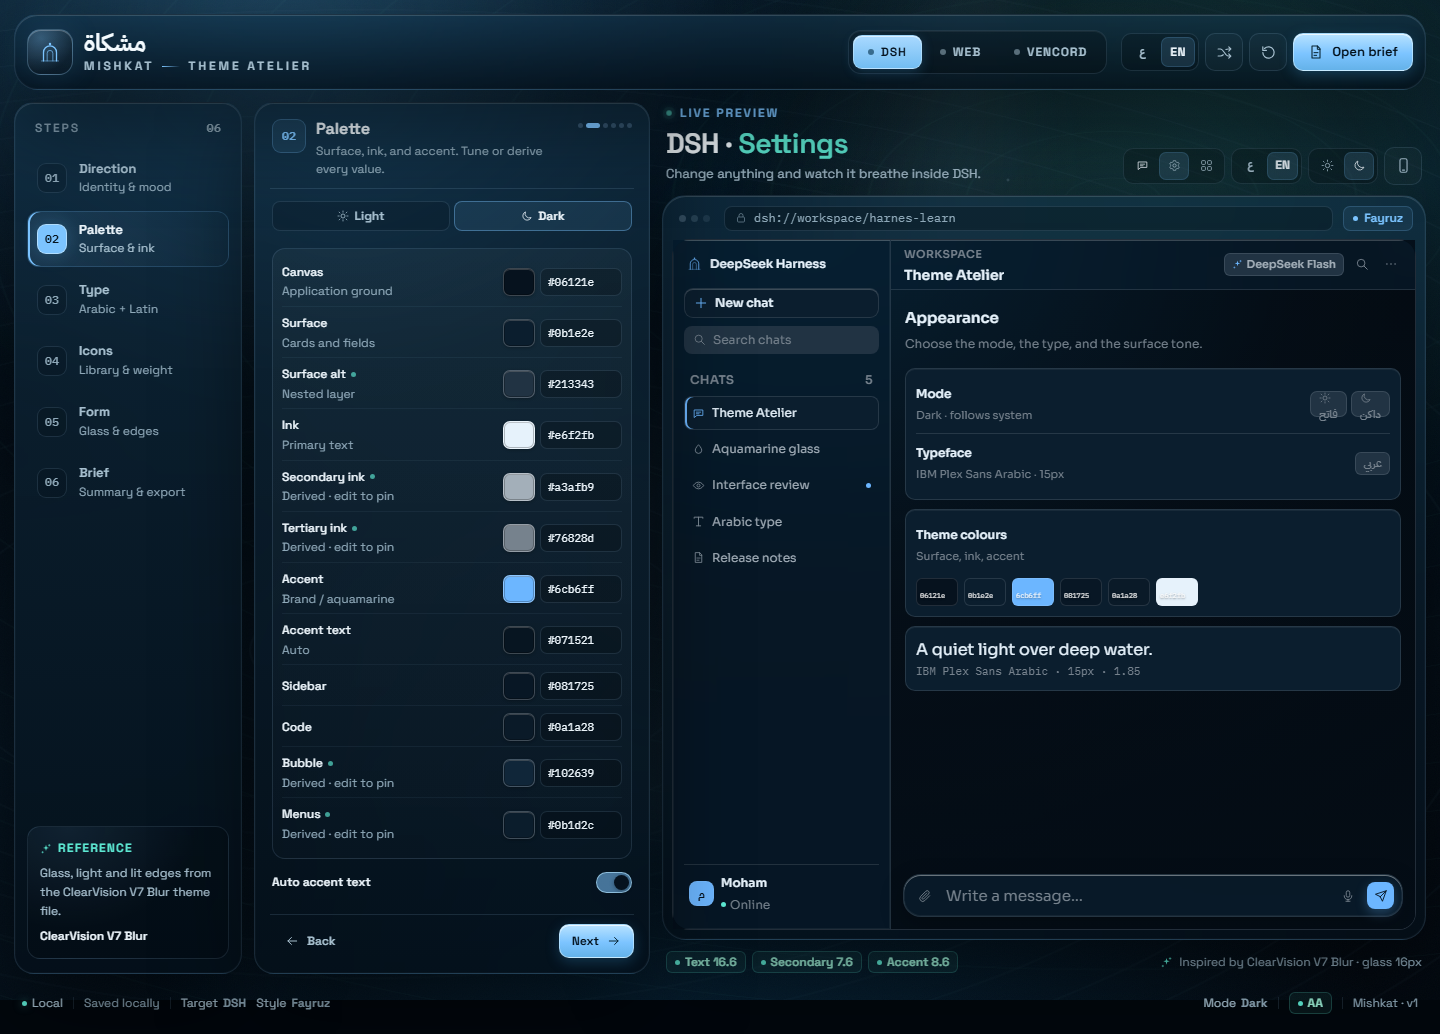 مشكاة
MISHKAT — THEME ATELIER
DSH
WEB
VENCORD
ع
EN
Open brief
STEPS
06
01
Direction
Identity & mood
02
Palette
Surface & ink
03
Type
Arabic + Latin
04
Icons
Library & weight
05
Form
Glass & edges
06
Brief
Summary & export
REFERENCE
Glass, light and lit edges from
the ClearVision V7 Blur theme
file.
ClearVision V7 Blur
02
Palette
Surface, ink, and accent. Tune or derive
every value.
Light
Dark
Canvas
Application ground
#06121e
Surface
Cards and fields
#0b1e2e
Surface alt
Nested layer
#213343
Ink
Primary text
#e6f2fb
Secondary ink
Derived · edit to pin
#a3afb9
Tertiary ink
Derived · edit to pin
#76828d
Accent
Brand / aquamarine
#6cb6ff
Accent text
Auto
#071521
Sidebar
#081725
Code
#0a1a28
Bubble
Derived · edit to pin
#102639
Menus
Derived · edit to pin
#0b1d2c
Auto accent text
Back
Next
LIVE PREVIEW
DSH · Settings
Change anything and watch it breathe inside DSH.
ع
EN
dsh://workspace/harnes-learn
Fayruz
DeepSeek Harness
New chat
Search chats
CHATS
5
Theme Atelier
Aquamarine glass
Interface review
Arabic type
Release notes
م
Moham
Online
WORKSPACE
Theme Atelier
DeepSeek Flash
Appearance
Choose the mode, the type, and the surface tone.
Mode
Dark · follows system
فاتح
داكن
Typeface
IBM Plex Sans Arabic · 15px
عربي
Theme colours
Surface, ink, accent
06121e
0b1e2e
6cb6ff
081725
0a1a28
A quiet light over deep water.
IBM Plex Sans Arabic · 15px · 1.85
Write a message...
Text 16.6
Secondary 7.6
Accent 8.6
Inspired by ClearVision V7 Blur · glass 16px
Local
Saved locally
Target DSH
Style Fayruz
Mode Dark
AA
Mishkat · v1